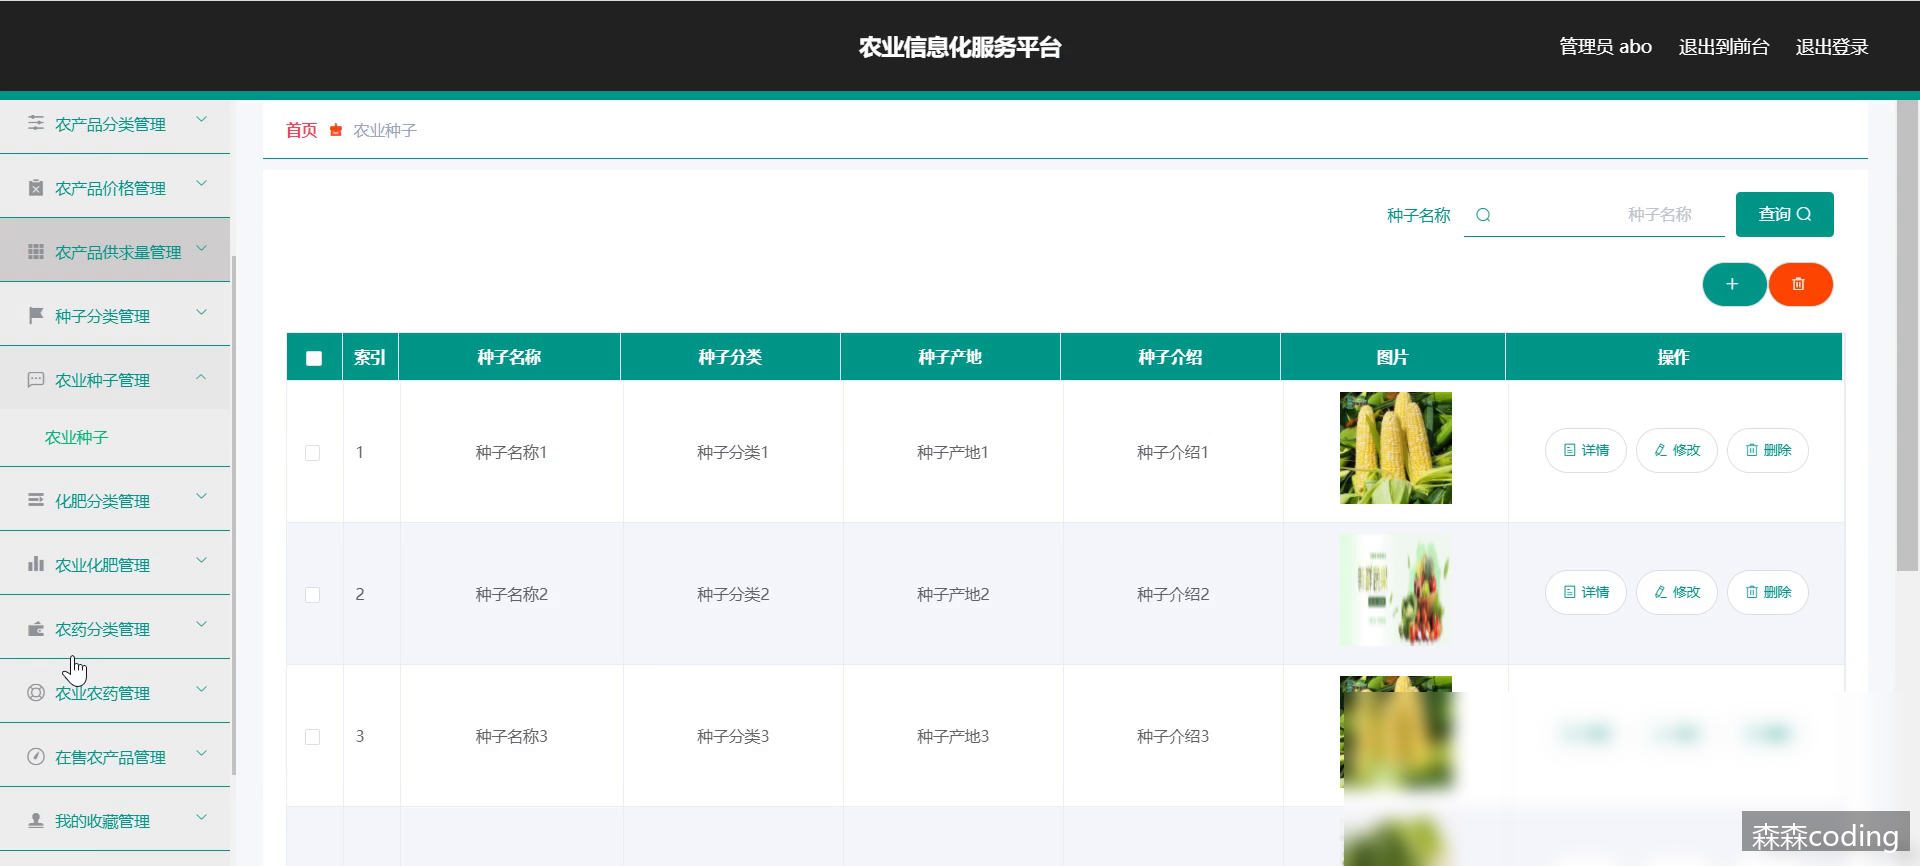 农业信息化服务平台
管理员 abo 退出到前台 退出登录
农产品分类管理
农产品价格管理
农产品供求量管理
种子分类管理
农业种子管理
农业种子
化肥分类管理
农业化肥管理
农药分类管理
农业农药管理
在售农产品管理
我的收藏管理
首页 农业种子
种子名称 种子名称 查询
索引 种子名称 种子分类 种子产地 种子介绍 图片 操作
1 种子名称1 种子分类1 种子产地1 种子介绍1 详情 修改 删除
2 种子名称2 种子分类2 种子产地2 种子介绍2 详情 修改 删除
3 种子名称3 种子分类3 种子产地3 种子介绍3
森森coding